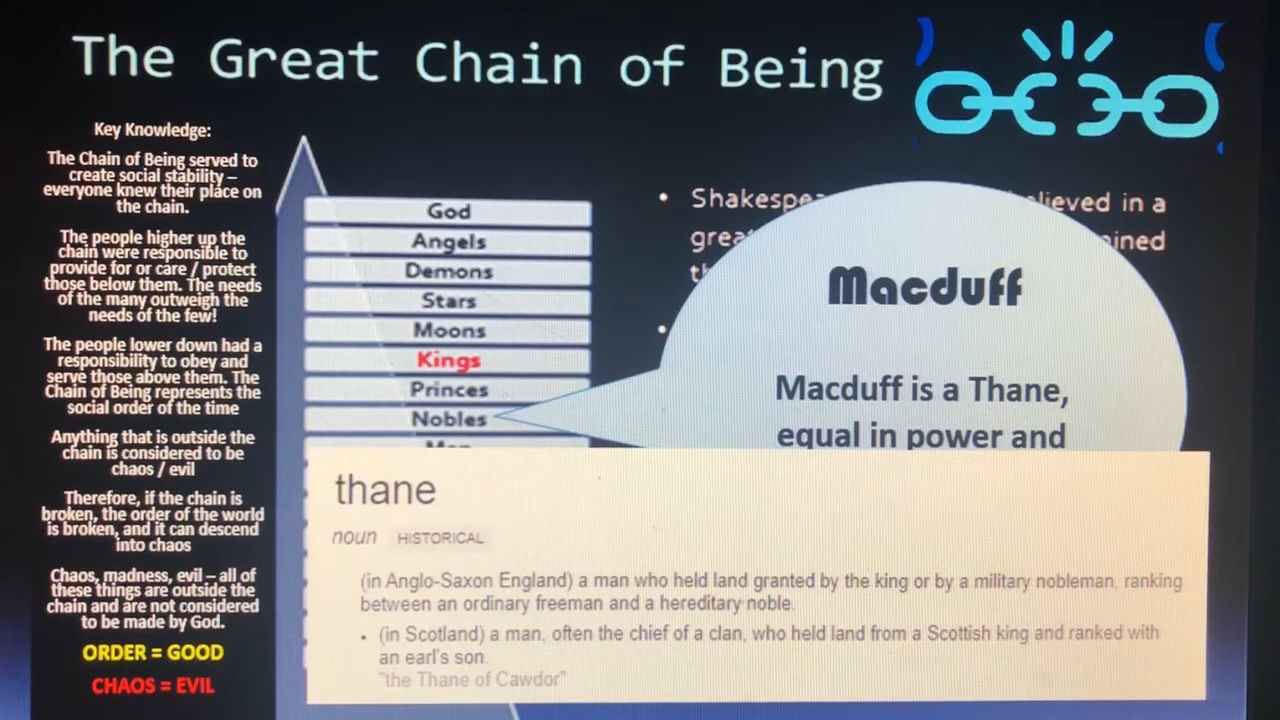 The Great Chain of Being
Key Knowledge:
The Chain of Being served to
create social stability –
everyone knew their place on
the chain.
The people higher up the
chain were responsible to
provide for or care / protect
those below them. The needs
of the many outweigh the
needs of the few!
The people lower down had a
responsibility to obey and
serve those above them. The
Chain of Being represents the
social order of the time
Anything that is outside the
chain is considered to be
chaos / evil
Therefore, if the chain is
broken, the order of the world
is broken, and it can descend
into chaos
Chaos, madness, evil – all of
these things are outside the
chain and are not considered
to be made by God.
ORDER = GOOD
CHAOS = EVIL
God
Angels
Demons
Stars
Moons
Kings
Princes
Nobles
in a
Macduff
Macduff is a Thane,
equal in power and
thane
noun HISTORICAL
(in Anglo-Saxon England) a man who held land granted by the king or by a military nobleman, ranking
between an ordinary freeman and a hereditary noble.
• (in Scotland) a man, often the chief of a clan, who held land from a Scottish king and ranked with
an earl's son.
"the Thane of Cawdor"